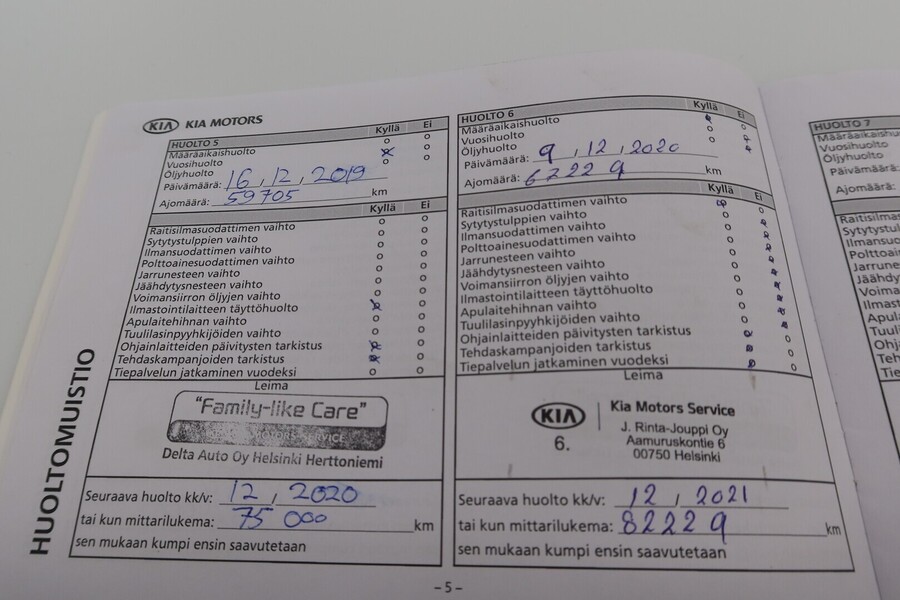 KIA KIA MOTORS
HUOLTO 5 Kyllä Ei
Määräaikaishuolto
Vuosihuolto
Öljyhuolto
Päivämäärä: 16, 12, 2019
Ajomäärä: 59705 km
Kyllä Ei
Raitisilmasuodattimen vaihto
Sytytystulppien vaihto
Ilmansuodattimen vaihto
Polttoainesuodattimen vaihto
Jarrunesteen vaihto
Jäähdytysnesteen vaihto
Voimansiirron öljyjen vaihto
Ilmastointilaitteen täyttöhuolto
Apulaitehihnan vaihto
Tuulilasinpyyhkijöiden vaihto
Ohjainlaitteiden päivitysten tarkistus
Tehdaskampanjoiden tarkistus
Tiepalvelun jatkaminen vuodeksi
Leima
"Family-like Care"
MOTORS SERVICE
Delta Auto Oy Helsinki Herttoniemi
Seuraava huolto kk/v: 12, 2020
tai kun mittarilukema: 75 000 km
sen mukaan kumpi ensin saavutetaan
HUOLTO 6 Kyllä Ei
Määräaikaishuolto
Vuosihuolto
Öljyhuolto
Päivämäärä: 9, 12, 2020
Ajomäärä: 67229 km
Kyllä Ei
Raitisilmasuodattimen vaihto
Sytytystulppien vaihto
Ilmansuodattimen vaihto
Polttoainesuodattimen vaihto
Jarrunesteen vaihto
Jäähdytysnesteen vaihto
Voimansiirron öljyjen vaihto
Ilmastointilaitteen täyttöhuolto
Apulaitehihnan vaihto
Tuulilasinpyyhkijöiden vaihto
Ohjainlaitteiden päivitysten tarkistus
Tehdaskampanjoiden tarkistus
Tiepalvelun jatkaminen vuodeksi
Leima
KIA Kia Motors Service
6. J. Rinta-Jouppi Oy
Aamuruskontie 6
00750 Helsinki
Seuraava huolto kk/v: 12, 2021
tai kun mittarilukema: 82229 km
sen mukaan kumpi ensin saavutetaan
HUOLTOMUISTIO
- 5 -
HUOLTO 7
Vuosihuolto
Öljyhuolto
Päivämäärä:
Ajomäärä: